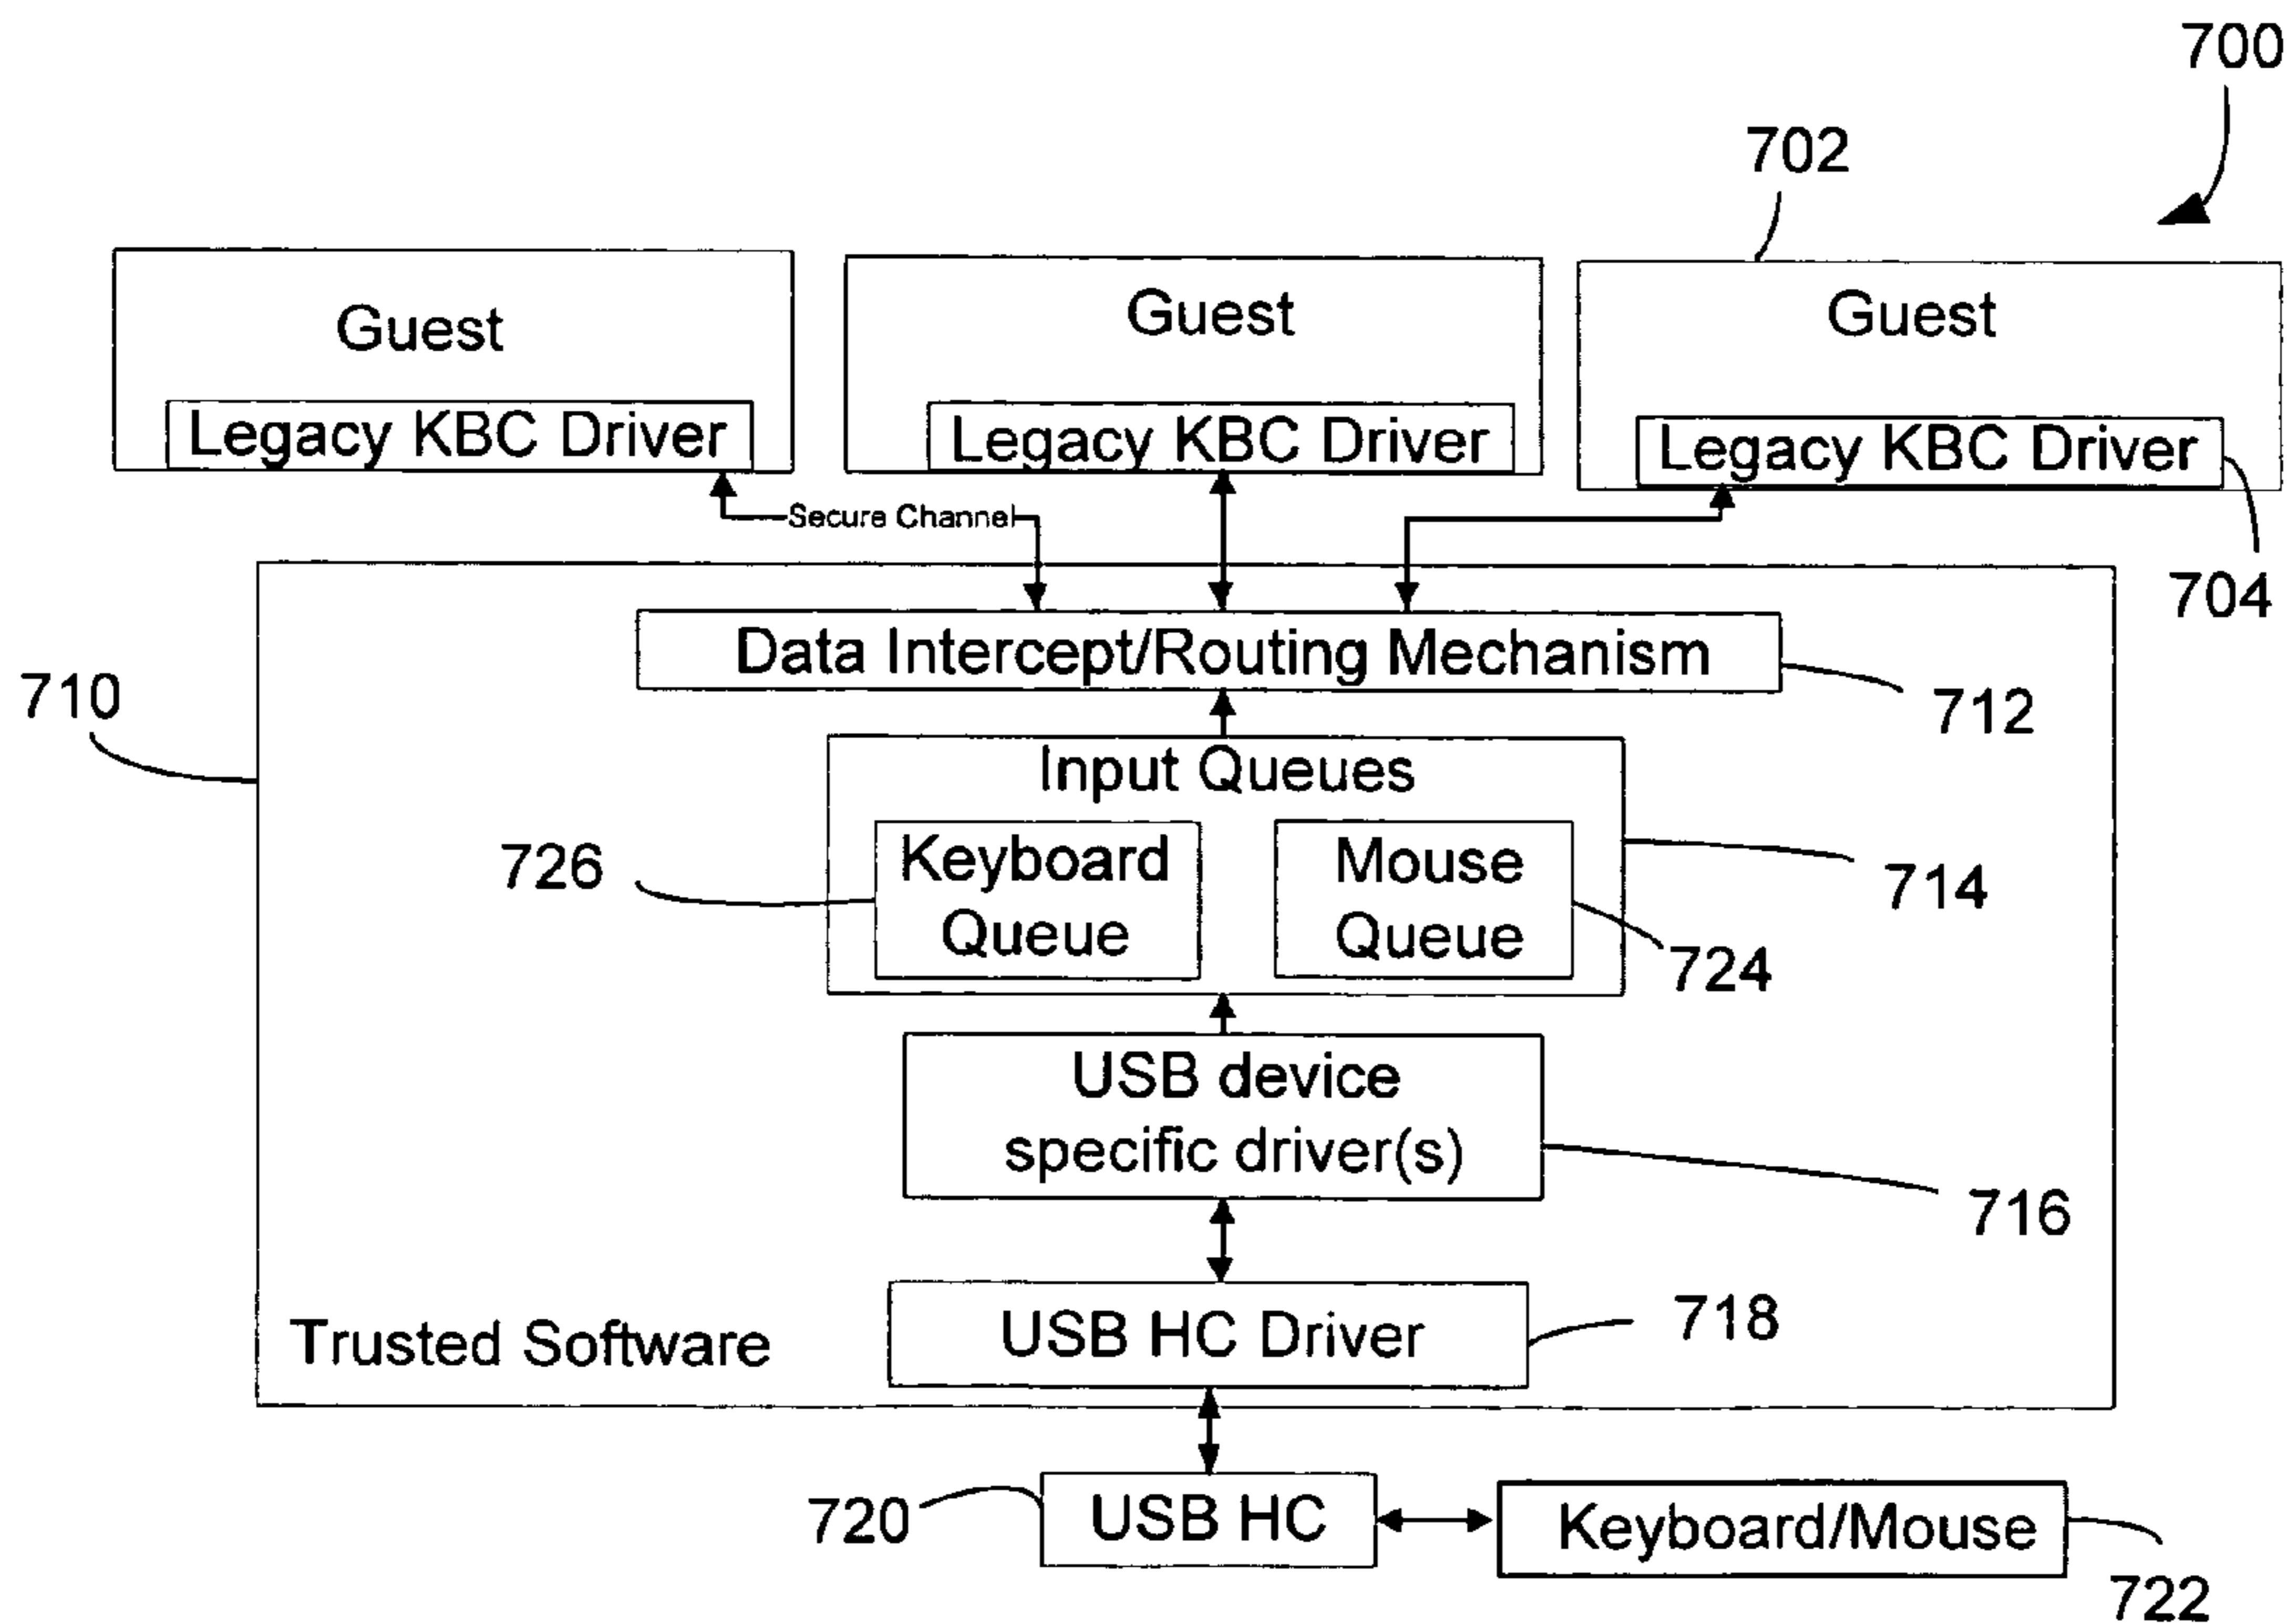 700
702
Guest
Guest
Guest
Legacy KBC Driver
Legacy KBC Driver
Legacy KBC Driver
Secure Channel
704
Data Intercept/Routing Mechanism
710
712
Input Queues
Keyboard
Queue
Mouse
Queue
726
714
724
USB device
specific driver(s)
716
USB HC Driver
718
Trusted Software
USB HC
720
Keyboard/Mouse
722